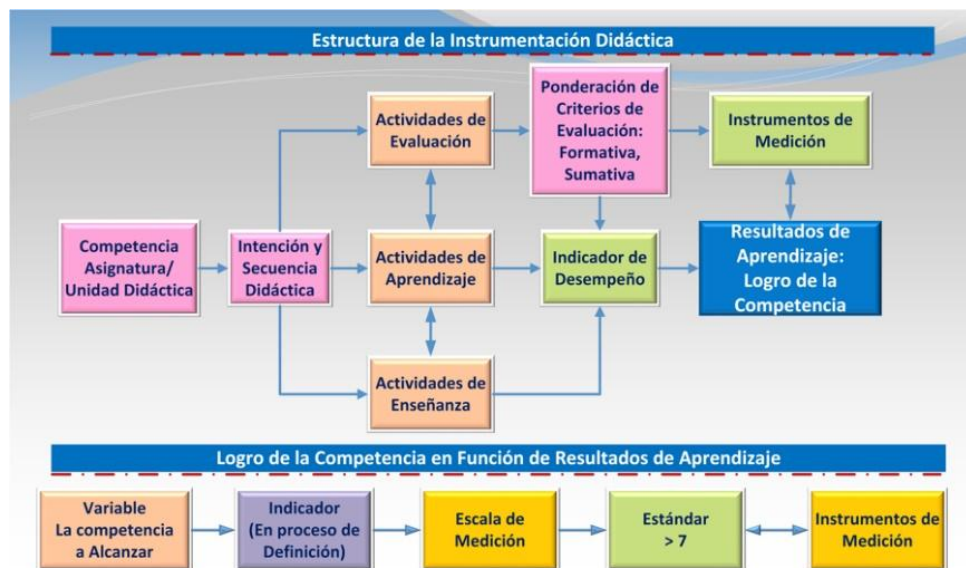 Estructura de la Instrumentación Didáctica
Actividades de
Evaluación
Ponderación de
Criterios de
Evaluación:
Formativa,
Sumativa
Instrumentos de
Medición
Competencia
Asignatura/
Unidad Didáctica
Intención y
Secuencia
Didáctica
Actividades de
Aprendizaje
Indicador de
Desempeño
Resultados de
Aprendizaje:
Logro de la
Competencia
Actividades de
Enseñanza
Logro de la Competencia en Función de Resultados de Aprendizaje
Variable
La competencia
a Alcanzar
Indicador
(En proceso de
Definición)
Escala de
Medición
Estándar
> 7
Instrumentos de
Medición